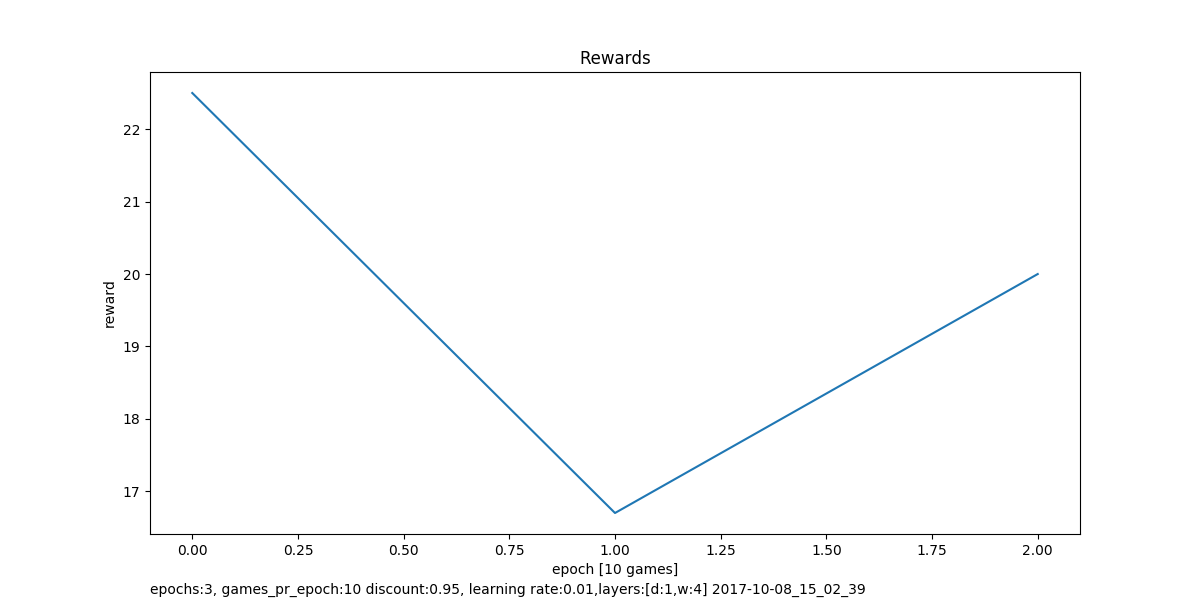 Rewards
22
21
20
19
18
17
reward
0.00 0.25 0.50 0.75 1.00 1.25 1.50 1.75 2.00
epoch [10 games]
epochs:3, games_pr_epoch:10 discount:0.95, learning rate:0.01,layers:[d:1,w:4] 2017-10-08_15_02_39